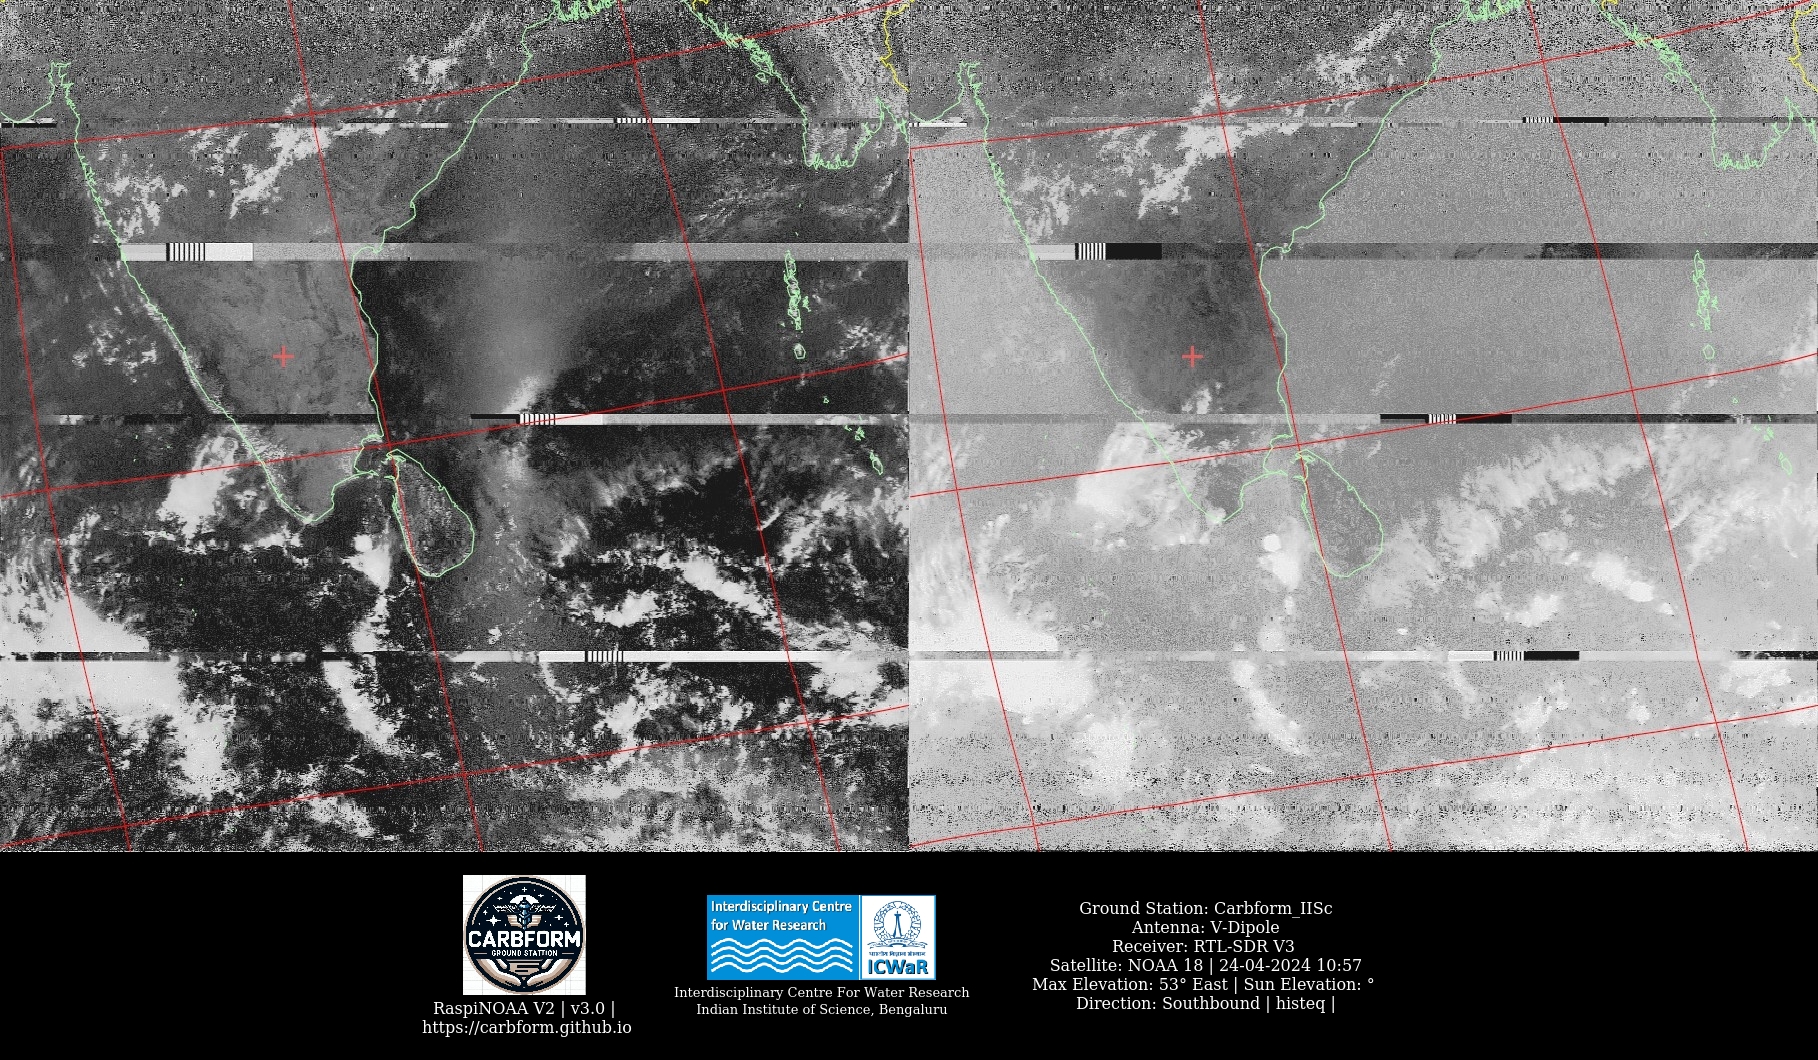 CARBFORM
GROUND STATTION
RaspiNOAA V2 | v3.0 |
https://carbform.github.io
Interdisciplinary Centre
for Water Research
ICWaR
Interdisciplinary Centre For Water Research
Indian Institute of Science, Bengaluru
Ground Station: Carbform_IISc
Antenna: V-Dipole
Receiver: RTL-SDR V3
Satellite: NOAA 18 | 24-04-2024 10:57
Max Elevation: 53° East | Sun Elevation: °
Direction: Southbound | histeq |